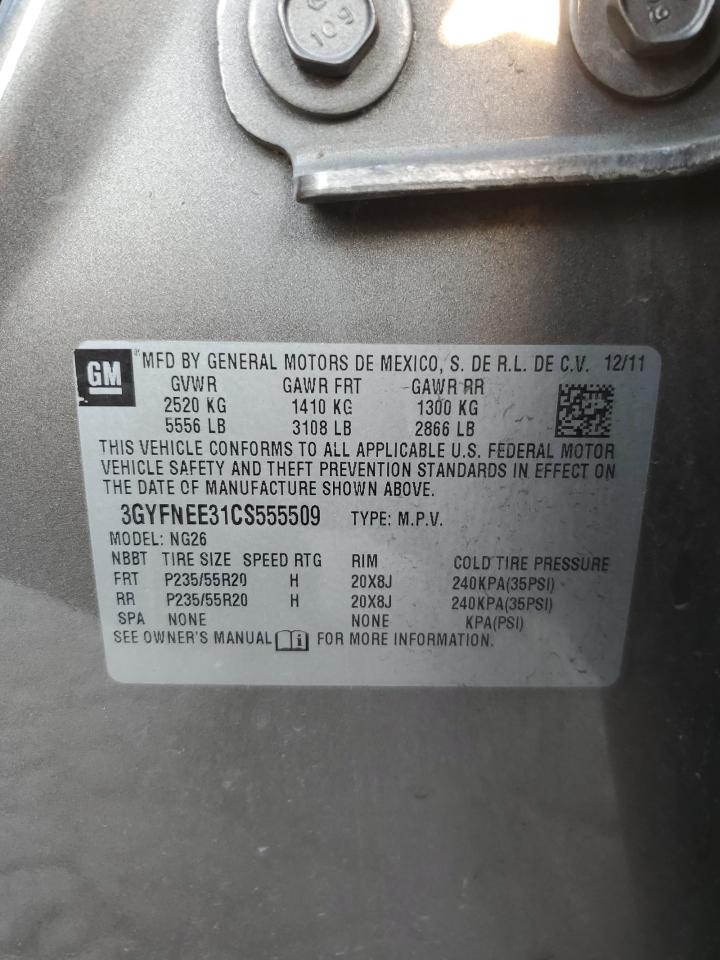 10.9
10.9
GM
MFD BY GENERAL MOTORS DE MEXICO, S. DE R.L. DE C.V. 12/11
GVWR GAWR FRT GAWR RR
2520 KG 1410 KG 1300 KG
5556 LB 3108 LB 2866 LB
THIS VEHICLE CONFORMS TO ALL APPLICABLE U.S. FEDERAL MOTOR
VEHICLE SAFETY AND THEFT PREVENTION STANDARDS IN EFFECT ON
THE DATE OF MANUFACTURE SHOWN ABOVE.
3GYFNEE31CS555509 TYPE: M.P.V.
MODEL: NG26
NBBT TIRE SIZE SPEED RTG RIM COLD TIRE PRESSURE
FRT P235/55R20 H 20X8J 240KPA(35PSI)
RR P235/55R20 H 20X8J 240KPA(35PSI)
SPA NONE NONE KPA(PSI)
SEE OWNER'S MANUAL i FOR MORE INFORMATION.